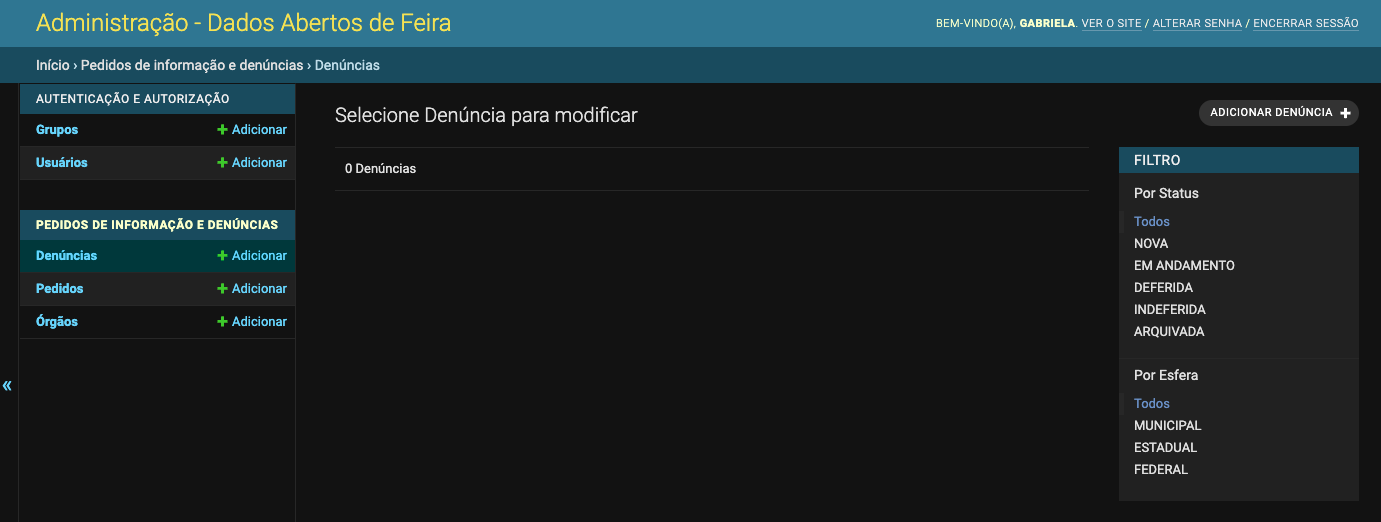 Administração - Dados Abertos de Feira
BEM-VINDO(A), GABRIELA. VER O SITE / ALTERAR SENHA / ENCERRAR SESSÃO
Início › Pedidos de informação e denúncias › Denúncias
AUTENTICAÇÃO E AUTORIZAÇÃO
Grupos + Adicionar
Usuários + Adicionar
PEDIDOS DE INFORMAÇÃO E DENÚNCIAS
Denúncias + Adicionar
Pedidos + Adicionar
Órgãos + Adicionar
«
Selecione Denúncia para modificar
ADICIONAR DENÚNCIA +
0 Denúncias
FILTRO
Por Status
Todos
NOVA
EM ANDAMENTO
DEFERIDA
INDEFERIDA
ARQUIVADA
Por Esfera
Todos
MUNICIPAL
ESTADUAL
FEDERAL